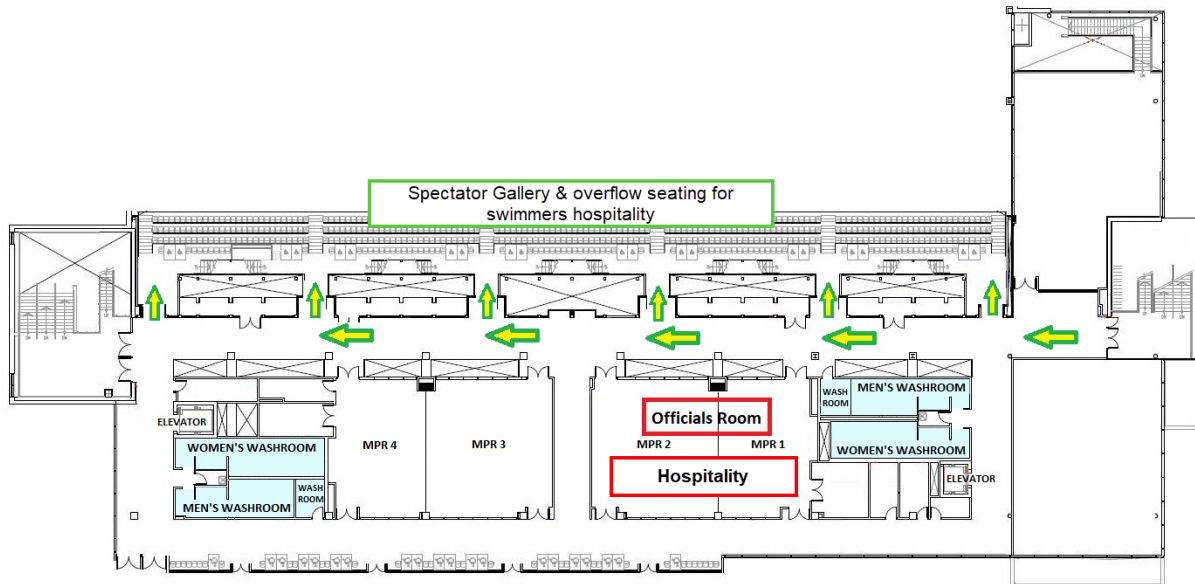 Spectator Gallery & overflow seating for
swimmers hospitality
MEN'S WASHROOM
WASH
ROOM
Officials Room
ELEVATOR
MPR 4
MPR 3
MPR 2
MPR 1
WOMEN'S WASHROOM
WOMEN'S WASHROOM
Hospitality
ELEVATOR
WASH
ROOM
MEN'S WASHROOM